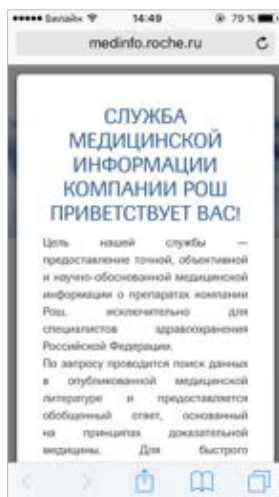 Билайн 14:49 79 %
medinfo.roche.ru
СЛУЖБА
МЕДИЦИНСКОЙ
ИНФОРМАЦИИ
КОМПАНИИ РОШ
ПРИВЕТСТВУЕТ ВАС!
Цель нашей службы —
предоставление точной, объективной
и научно-обоснованной медицинской
информации о препаратах компании
Рош, исключительно для
специалистов здравоохранения
Российской Федерации.
По запросу проводится поиск данных
в опубликованной медицинской
литературе и предоставляется
обобщенный ответ, основанный
на принципах доказательной
медицины. Для быстрого